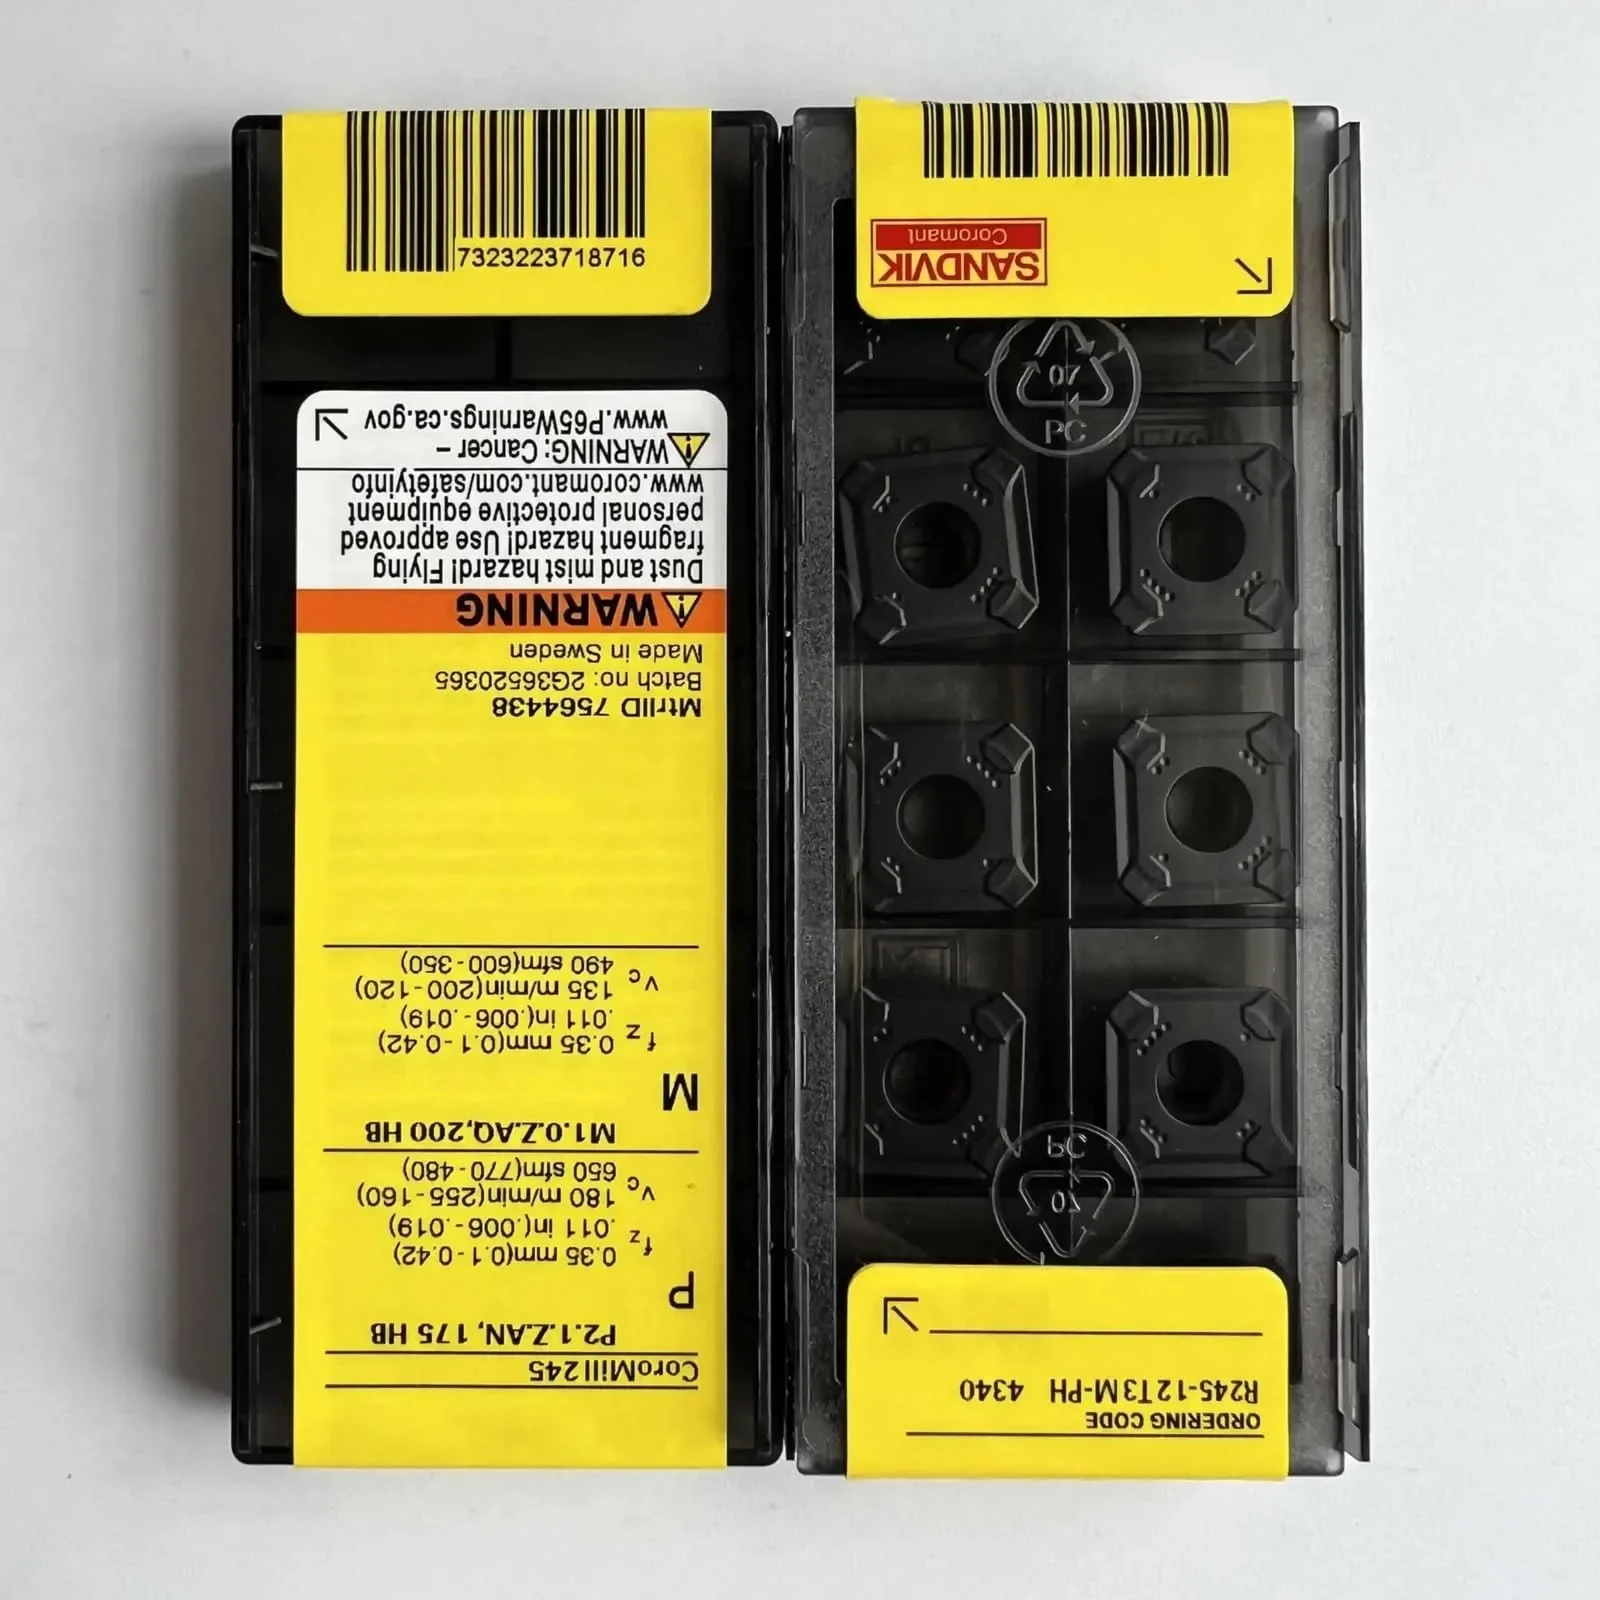 7323223718716
WARNING: Cancer –
www.P65Warnings.ca.gov
WARNING
Dust and mist hazard! Flying
fragment hazard! Use approved
personal protective equipment
www.coromant.com/safetyinfo
MtrlID 7564438
Batch no: 2G36520365
Made in Sweden
CoroMill 245
P2.1.Z.AN, 175 HB
P
fz 0.35 mm(0.1-0.42)
.011 in(.006-.019)
vc 180 m/min(255-160)
650 sfm(770-480)
M1.0.Z.AQ,200 HB
M
fz 0.35 mm(0.1-0.42)
.011 in(.006-.019)
vc 135 m/min(200-120)
490 sfm(600-350)
SANDVIK
Coromant
07
PC
07
PC
ORDERING CODE
R245-12T3M-PH 4340